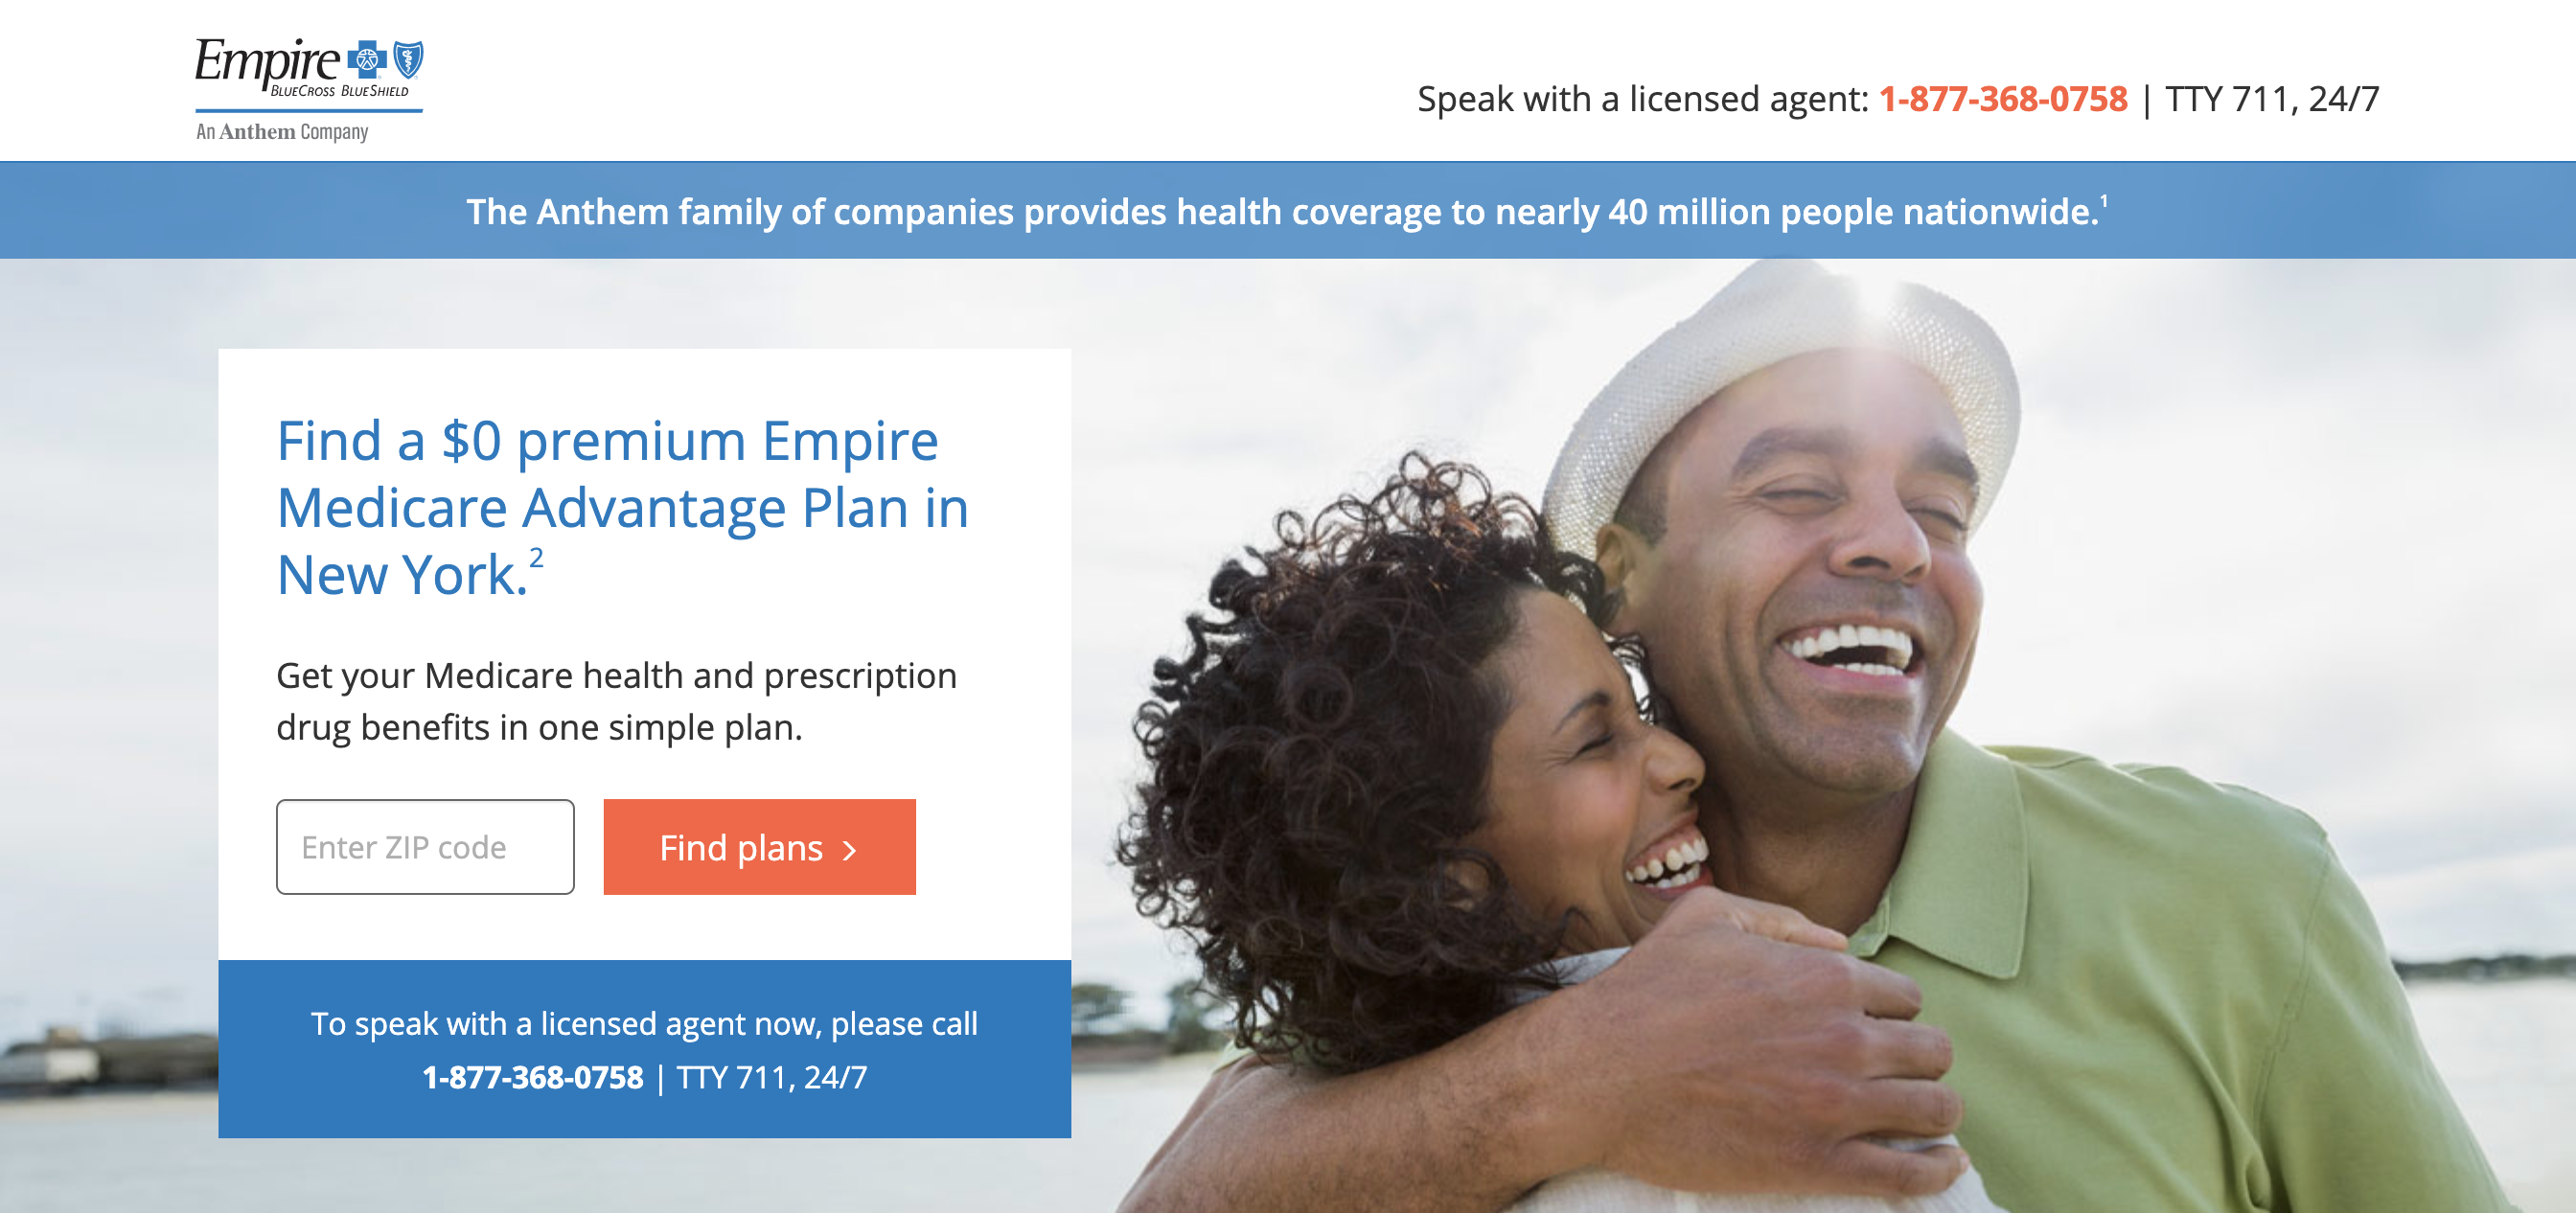 Empire
BLUECROSS BLUESHIELD
An Anthem Company
Speak with a licensed agent: 1-877-368-0758 | TTY 711, 24/7
The Anthem family of companies provides health coverage to nearly 40 million people nationwide.1
Find a $0 premium Empire
Medicare Advantage Plan in
New York.2
Get your Medicare health and prescription
drug benefits in one simple plan.
Enter ZIP code
Find plans >
To speak with a licensed agent now, please call
1-877-368-0758 | TTY 711, 24/7